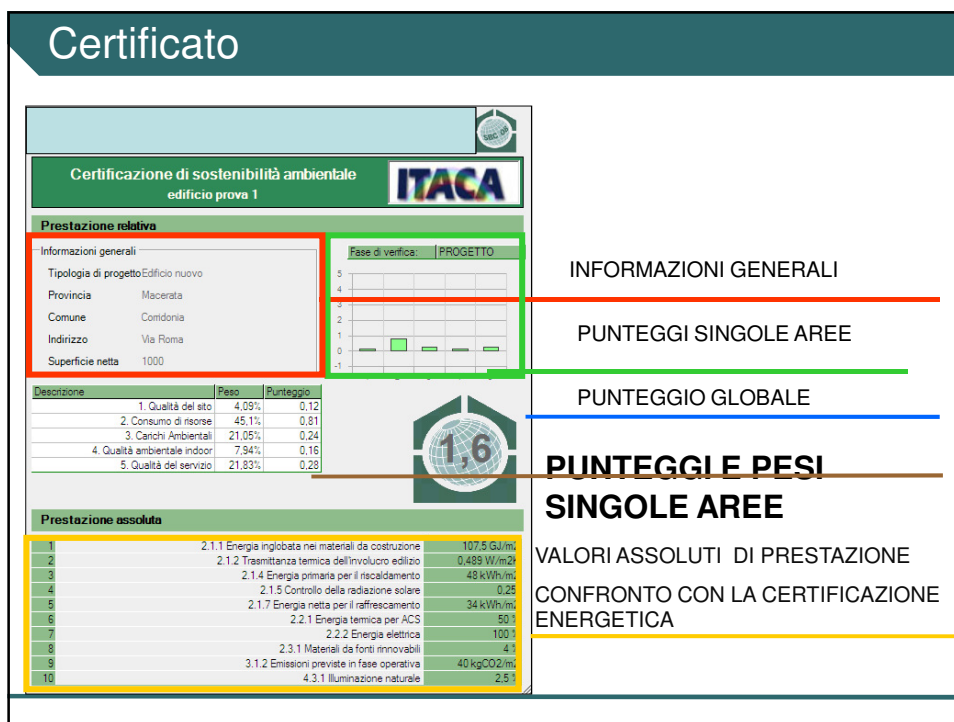 Certificato
SBC 08
Certificazione di sostenibilità ambientale
edificio prova 1
ITACA
Prestazione relativa
Informazioni generali
Tipologia di progetto Edificio nuovo
Provincia Macerata
Comune Corridonia
Indirizzo Via Roma
Superficie netta 1000
Fase di verifica: PROGETTO
5
4
3
2
1
0
-1
Descrizione Peso Punteggio
1. Qualità del sito 4,09% 0,12
2. Consumo di risorse 45,1% 0,81
3. Carichi Ambientali 21,05% 0,24
4. Qualità ambientale indoor 7,94% 0,16
5. Qualità del servizio 21,83% 0,28
1,6
Prestazione assoluta
1 2.1.1 Energia inglobata nei materiali da costruzione 107,5 GJ/m2
2 2.1.2 Trasmittanza termica dell'involucro edilizio 0,489 W/m2K
3 2.1.4 Energia primaria per il riscaldamento 48 kWh/m2
4 2.1.5 Controllo della radiazione solare 0,25
5 2.1.7 Energia netta per il raffrescamento 34 kWh/m2
6 2.2.1 Energia termica per ACS 50 %
7 2.2.2 Energia elettrica 100 %
8 2.3.1 Materiali da fonti rinnovabili 4 %
9 3.1.2 Emissioni previste in fase operativa 40 kgCO2/m2
10 4.3.1 Illuminazione naturale 2,5 %
INFORMAZIONI GENERALI
PUNTEGGI SINGOLE AREE
PUNTEGGIO GLOBALE
PUNTEGGI E PESI
SINGOLE AREE
VALORI ASSOLUTI DI PRESTAZIONE
CONFRONTO CON LA CERTIFICAZIONE
ENERGETICA